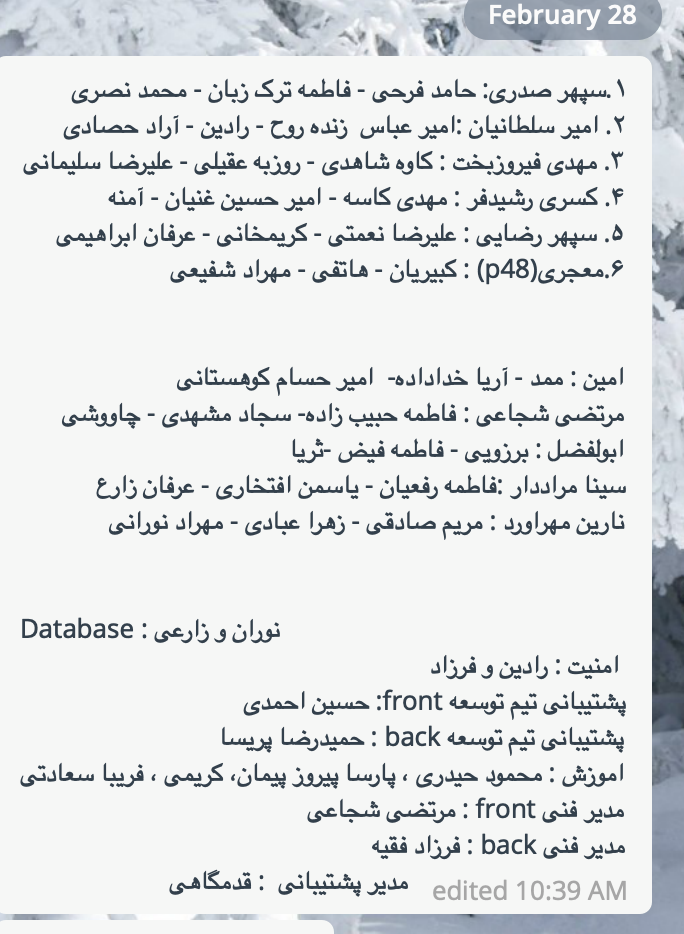 February 28
۱.سپهر صدری: حامد فرحی - فاطمه ترک زبان - محمد نصری
۲. امیر سلطانیان :امیر عباس زنده روح - رادین - آراد حصادی
۳. مهدی فیروزبخت : کاوه شاهدی - روزبه عقیلی - علیرضا سلیمانی
۴. کسری رشیدفر : مهدی کاسه - امیر حسین غنیان - آمنه
۵. سپهر رضایی : علیرضا نعمتی - کریمخانی - عرفان ابراهیمی
۶.معجری(p48) : کبیریان - هاتفی - مهراد شفیعی
امین : ممد - آریا خداداده- امیر حسام کوهستانی
مرتضی شجاعی : فاطمه حبیب زاده- سجاد مشهدی - چاووشی
ابولفضل : برزویی - فاطمه فیض -ثریا
سینا مراددار :فاطمه رفعیان - یاسمن افتخاری - عرفان زارع
نارین مهراورد : مریم صادقی - زهرا عبادی - مهراد نورانی
Database : نوران و زارعی
امنیت : رادین و فرزاد
پشتیبانی تیم توسعه front: حسین احمدی
پشتیبانی تیم توسعه back : حمیدرضا پریسا
اموزش : محمود حیدری ، پارسا پیروز پیمان، کریمی ، فریبا سعادتی
مدیر فنی front : مرتضی شجاعی
مدیر فنی back : فرزاد فقیه
مدیر پشتیبانی : قدمگاهی
edited 10:39 AM